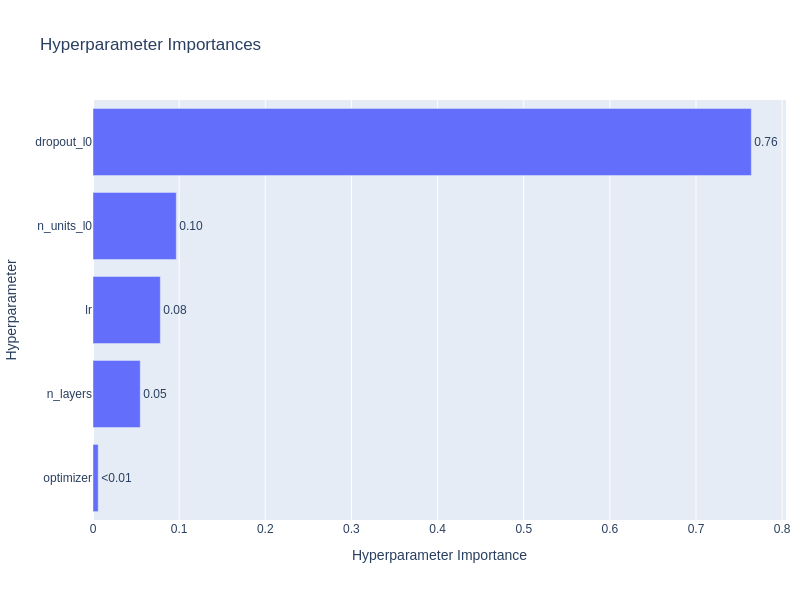 Hyperparameter Importances
dropout_l0
0.76
n_units_l0
0.10
lr
0.08
n_layers
0.05
optimizer
<0.01
Hyperparameter
0
0.1
0.2
0.3
0.4
0.5
0.6
0.7
0.8
Hyperparameter Importance